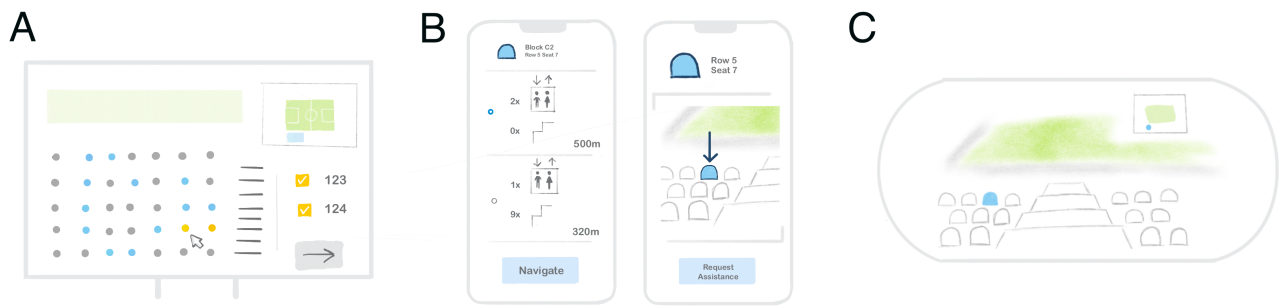 A
123
124
B
Block C2
Row 5 Seat 7
2x
0x
500m
1x
9x
320m
Navigate
Row 5
Seat 7
Request
Assistance
C